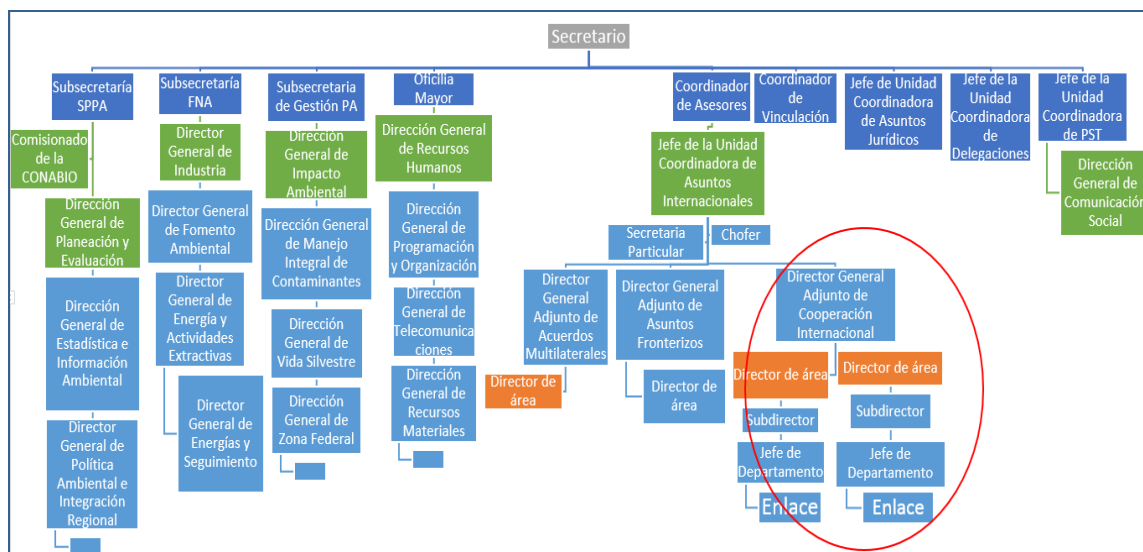 Secretario
Subsecretaría
SPPA
Subsecretaría
FNA
Subsecretaria
de Gestión PA
Oficilia
Mayor
Coordinador
de Asesores
Coordinador
de
Vinculación
Jefe de Unidad
Coordinadora
de Asuntos
Jurídicos
Jefe de la
Unidad
Coordinadora
de
Delegaciones
Jefe de la
Unidad
Coordinadora
de PST
Comisionado
de la
CONABIO
Dirección
General de
Planeación y
Evaluación
Dirección
General de
Estadística e
Información
Ambiental
Director
General de
Política
Ambiental e
Integración
Regional
Director
General de
Industria
Director General
de Fomento
Ambiental
Director
General de
Energía y
Actividades
Extractivas
Director
General de
Energías y
Seguimiento
Dirección
General de
Impacto
Ambiental
Dirección General
de Manejo
Integral de
Contaminantes
Dirección
General de
Vida Silvestre
Dirección
General de
Zona Federal
Dirección General
de Recursos
Humanos
Dirección
General de
Programación
y Organización
Dirección
General de
Telecomunica
ciones
Dirección
General de
Recursos
Materiales
Jefe de la Unidad
Coordinadora de
Asuntos
Internacionales
Secretaria
Particular
Chofer
Director
General
Adjunto de
Acuerdos
Multilaterales
Director de
área
Director General
Adjunto de
Asuntos
Fronterizos
Director de
área
Director General
Adjunto de
Cooperación
Internacional
Director de área
Subdirector
Jefe de
Departamento
Enlace
Director de área
Subdirector
Jefe de
Departamento
Enlace
Dirección
General de
Comunicación
Social